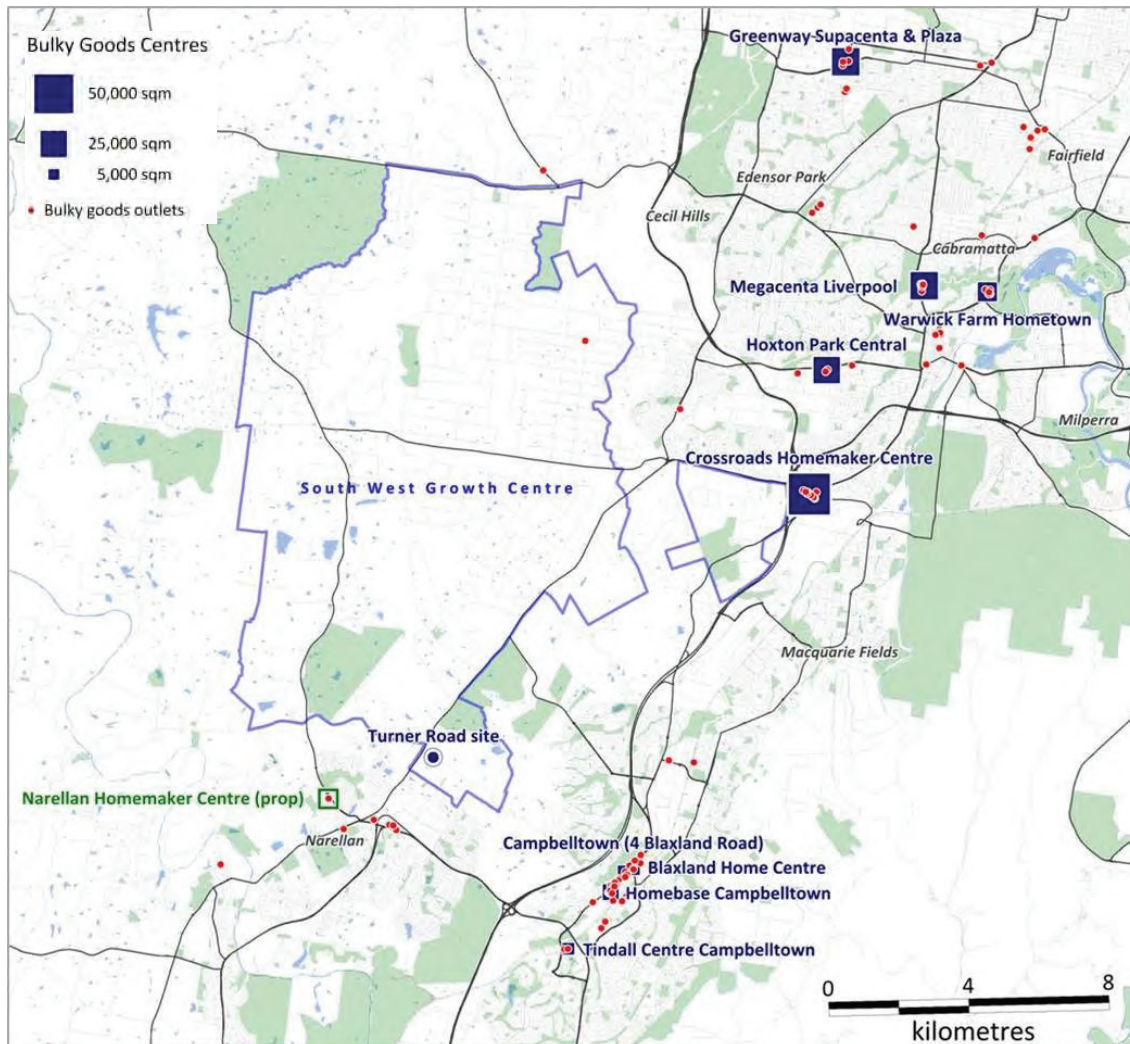 Bulky Goods Centres
50,000 sqm
25,000 sqm
5,000 sqm
Bulky goods outlets
Greenway Supacenta & Plaza
Fairfield
Edensor Park
Cecil Hills
Cabramatta
Megacenta Liverpool
Warwick Farm Hometown
Hoxton Park Central
Milperra
Crossroads Homemaker Centre
South West Growth Centre
Macquarie Fields
Turner Road site
Narellan Homemaker Centre (prop)
Narellan
Campbelltown (4 Blaxland Road)
Blaxland Home Centre
Homebase Campbelltown
Tindall Centre Campbelltown
0 4 8
kilometres